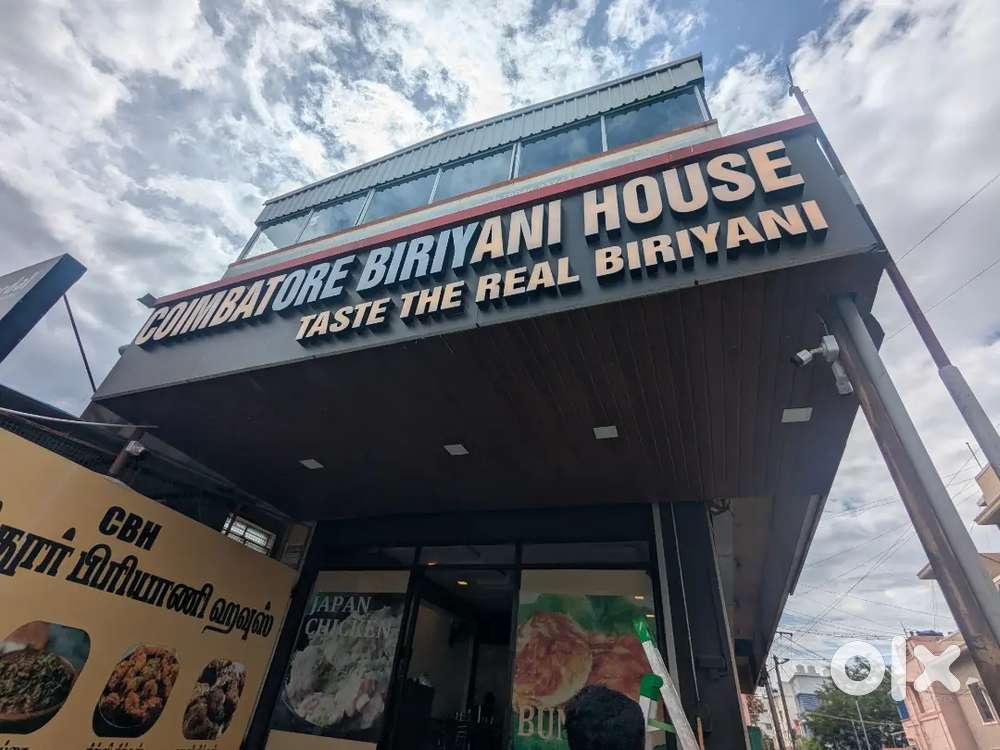 COIMBATORE BIRIYANI HOUSE
TASTE THE REAL BIRIYANI
CBH
பிரியாணி ஹவுஸ்
JAPAN
CHICKEN
olx